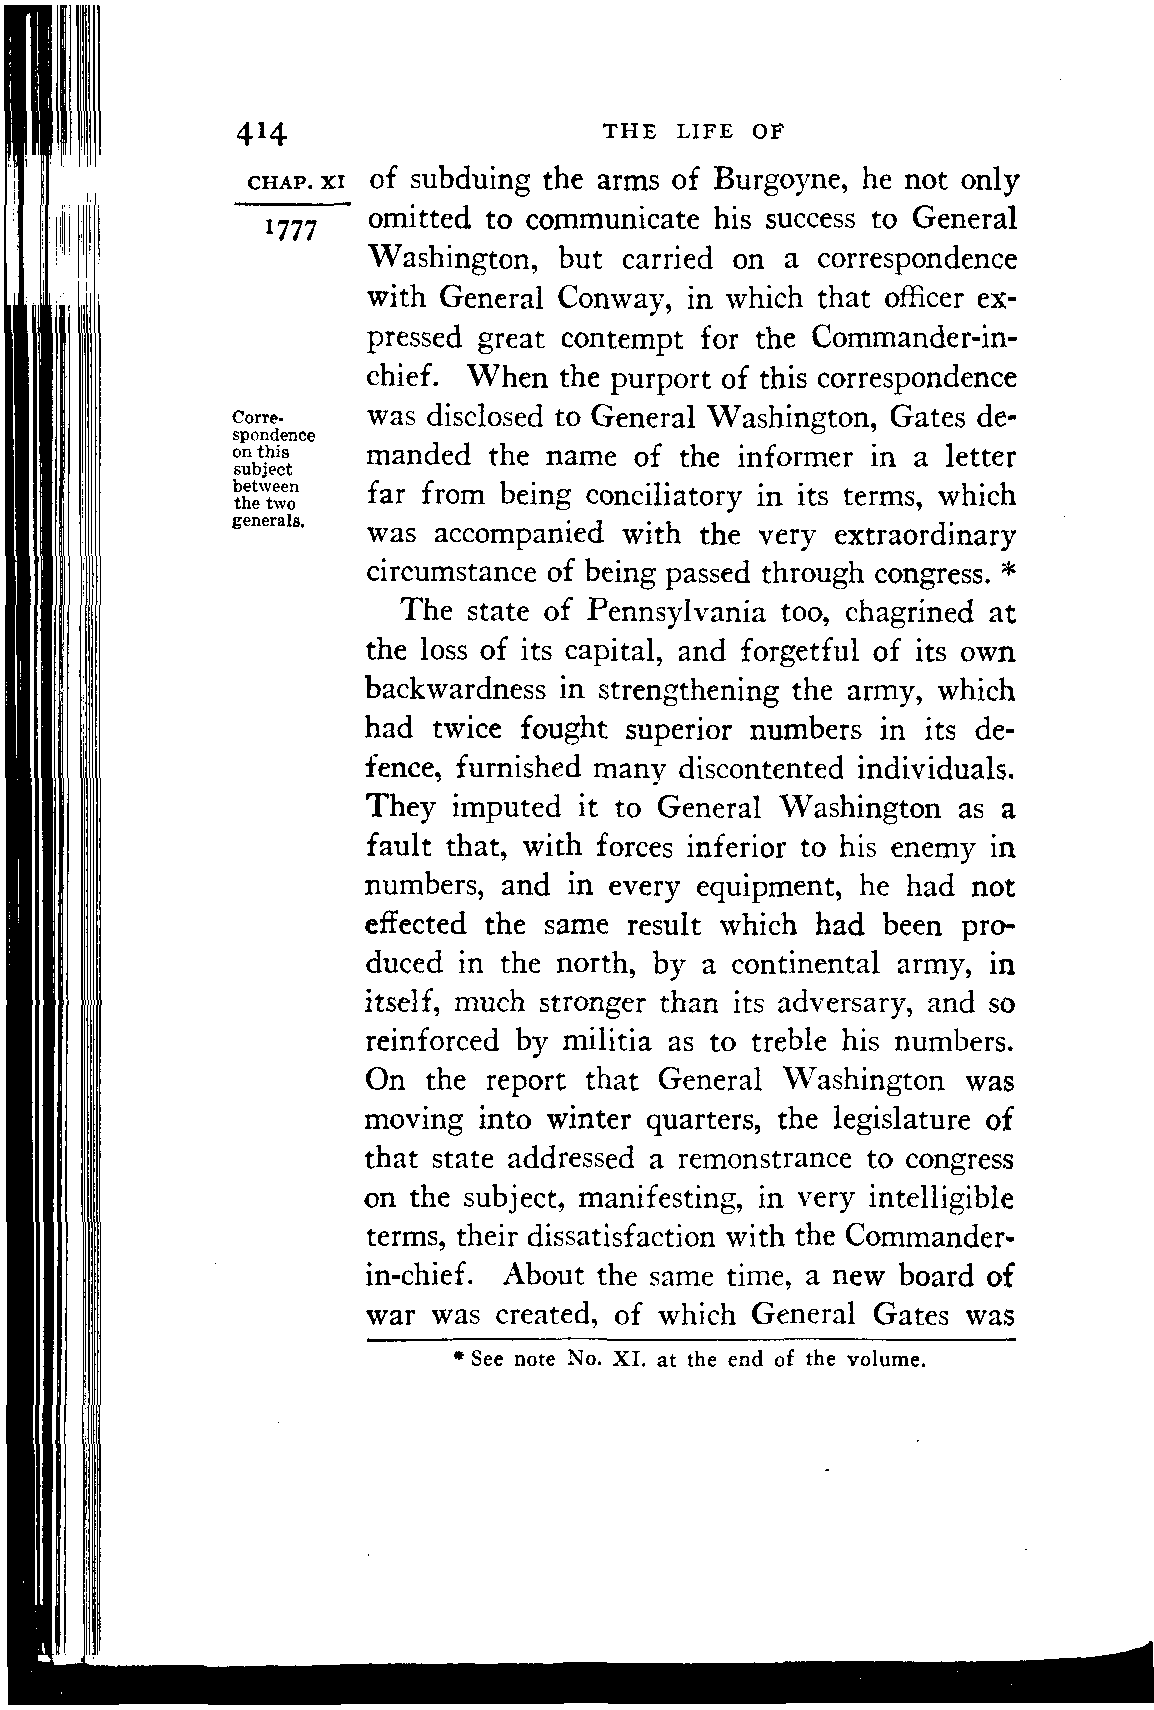 414 THE LIFE OF
CHAP. XI
1777
of subduing the arms of Burgoyne, he not only
omitted to communicate his success to General
Washington, but carried on a correspondence
with General Conway, in which that officer ex-
pressed great contempt for the Commander-in-
chief. When the purport of this correspondence
Corre-
spondence
on this
subject
between
the two
generals.
was disclosed to General Washington, Gates de-
manded the name of the informer in a letter
far from being conciliatory in its terms, which
was accompanied with the very extraordinary
circumstance of being passed through congress. *
The state of Pennsylvania too, chagrined at
the loss of its capital, and forgetful of its own
backwardness in strengthening the army, which
had twice fought superior numbers in its de-
fence, furnished many discontented individuals.
They imputed it to General Washington as a
fault that, with forces inferior to his enemy in
numbers, and in every equipment, he had not
effected the same result which had been pro-
duced in the north, by a continental army, in
itself, much stronger than its adversary, and so
reinforced by militia as to treble his numbers.
On the report that General Washington was
moving into winter quarters, the legislature of
that state addressed a remonstrance to congress
on the subject, manifesting, in very intelligible
terms, their dissatisfaction with the Commander-
in-chief. About the same time, a new board of
war was created, of which General Gates was
* See note No. XI. at the end of the volume.